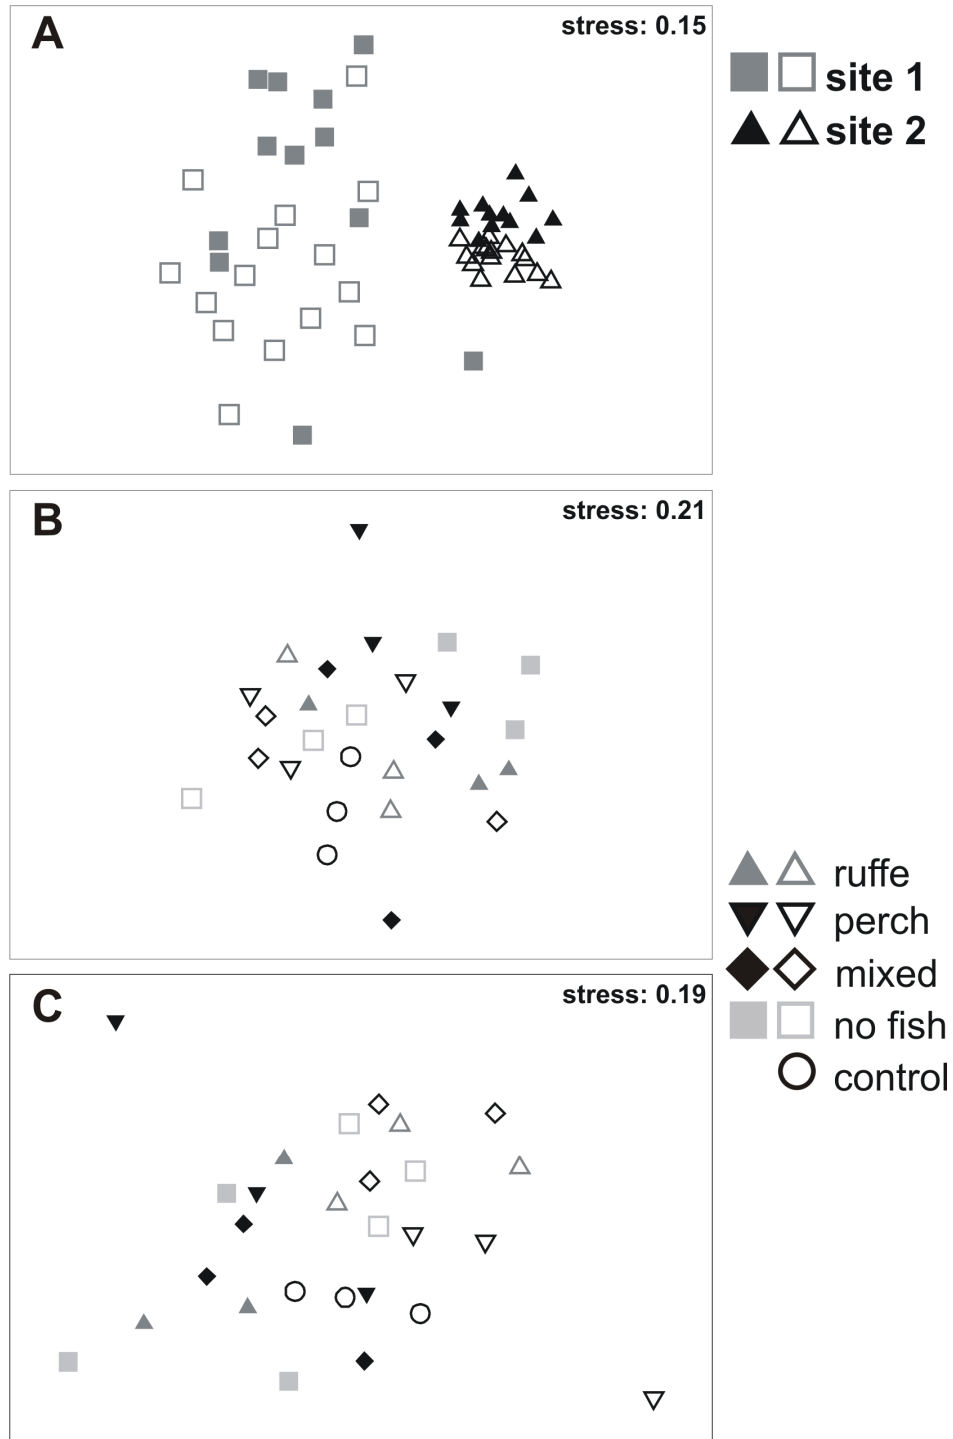 A
stress: 0.15
site 1
site 2
B
stress: 0.21
ruffe
perch
mixed
no fish
control
C
stress: 0.19